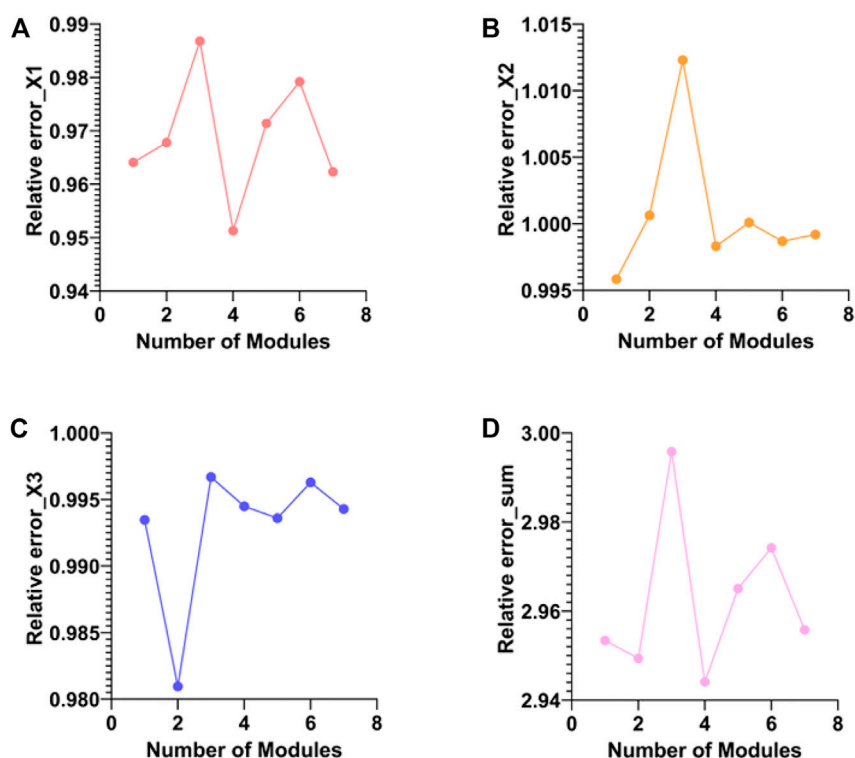 A
Relative error_X1
0.99
0.98
0.97
0.96
0.95
0.94
0 2 4 6 8
Number of Modules
B
Relative error_X2
1.015
1.010
1.005
1.000
0.995
0 2 4 6 8
Number of Modules
C
Relative error_X3
1.000
0.995
0.990
0.985
0.980
0 2 4 6 8
Number of Modules
D
Relative error_sum
3.00
2.98
2.96
2.94
0 2 4 6 8
Number of Modules